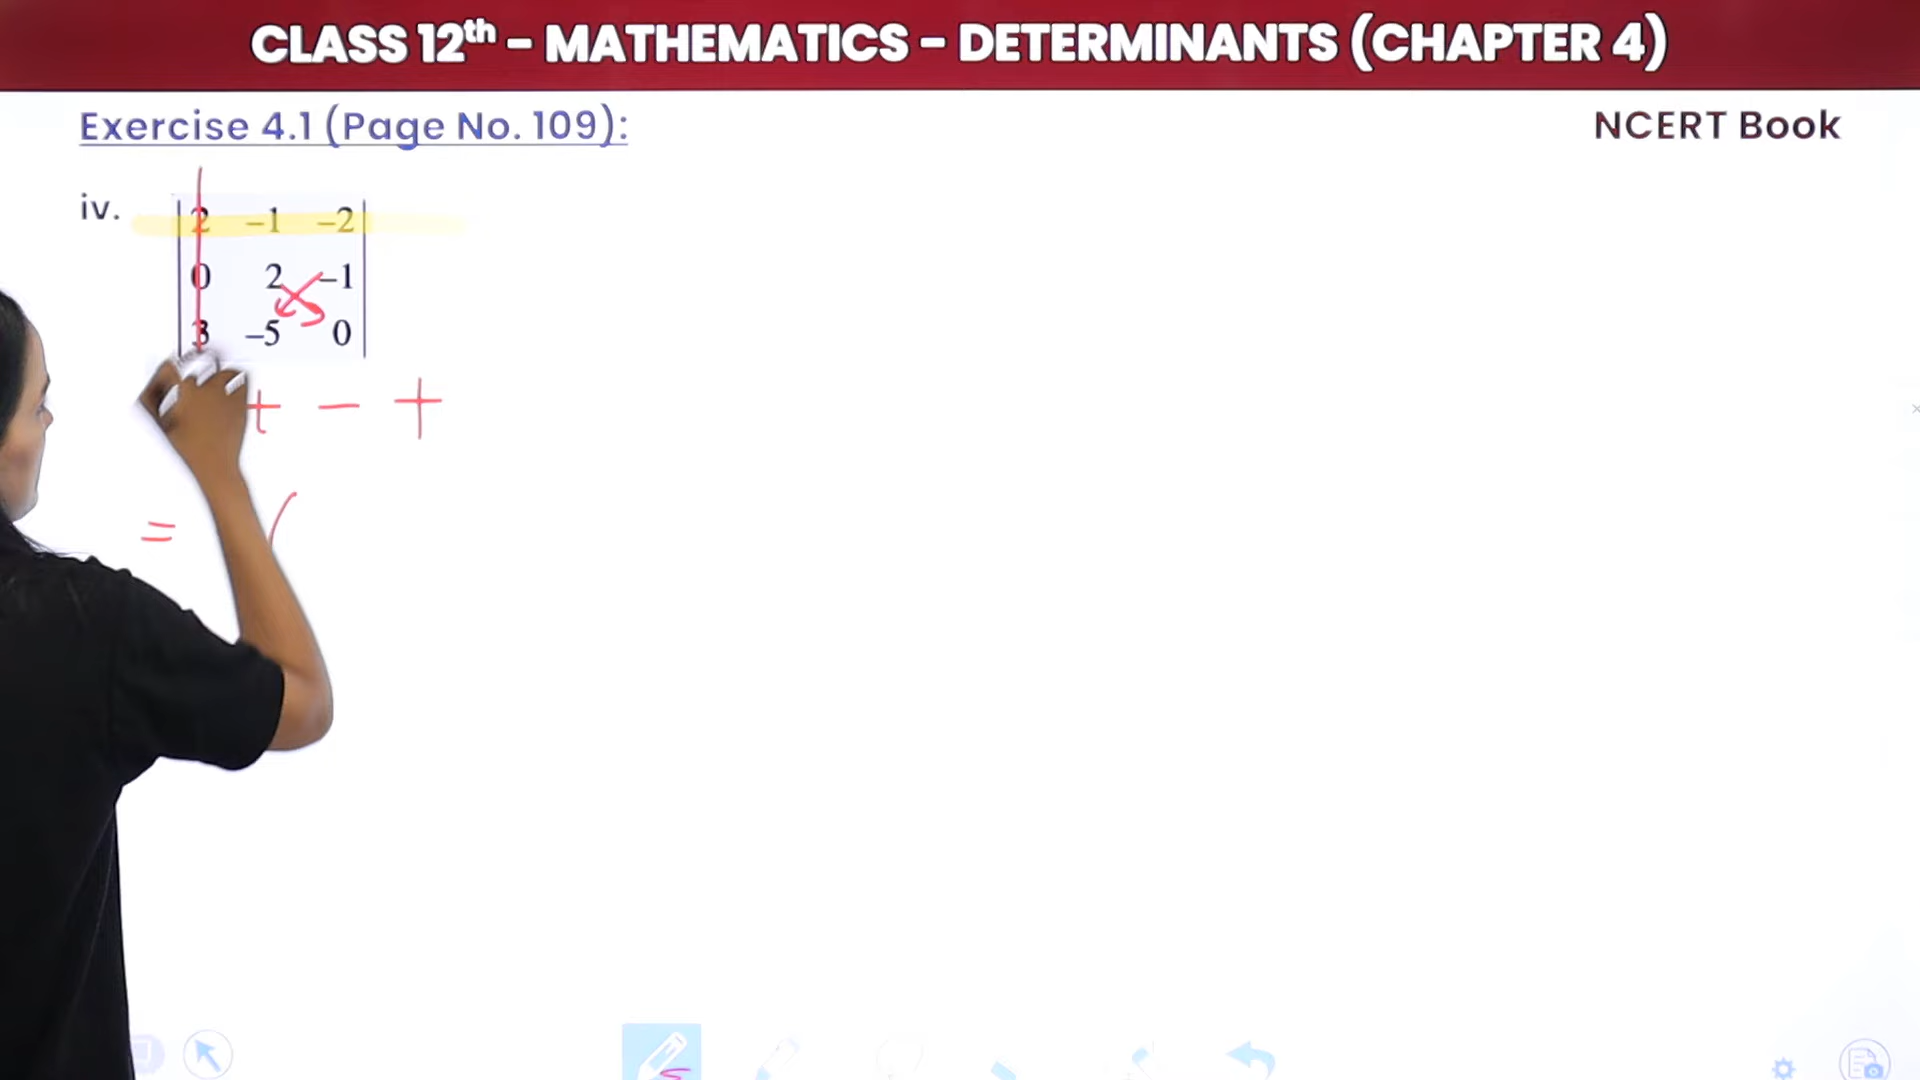 CLASS 12th - MATHEMATICS - DETERMINANTS (CHAPTER 4)
Exercise 4.1 (Page No. 109):
NCERT Book
iv.
2 –1 –2
0 2 –1
3 –5 0
+ − +
= (